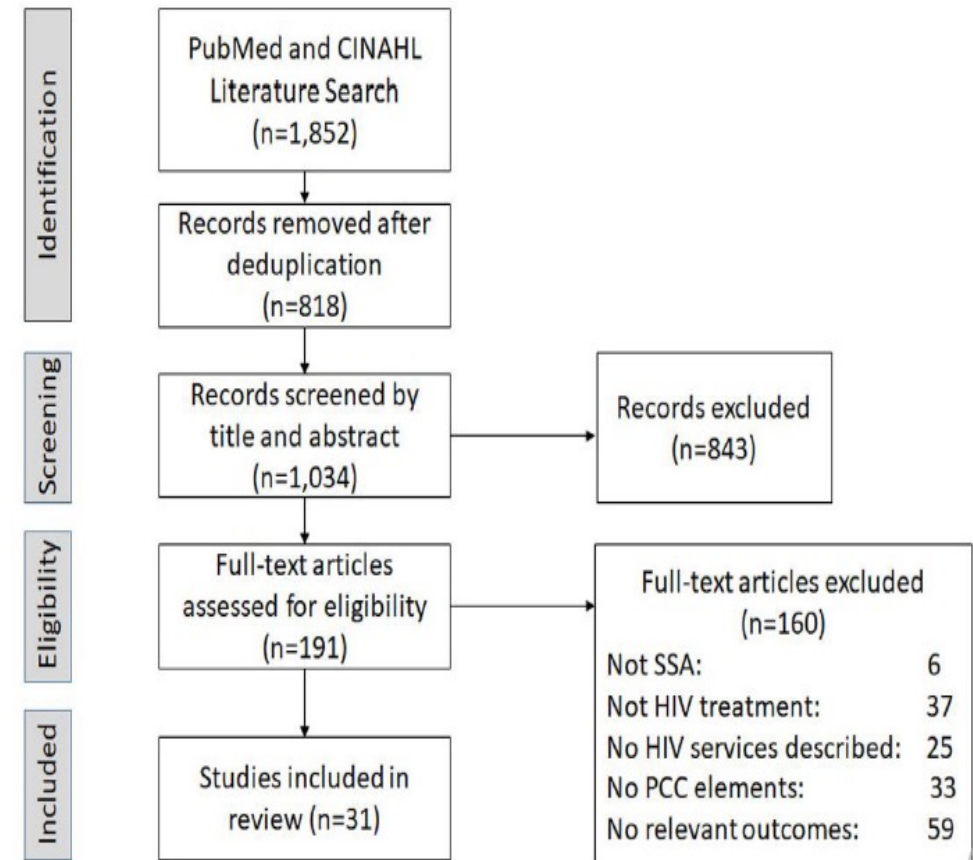 Identification
PubMed and CINAHL
Literature Search
(n=1,852)
Records removed after
deduplication
(n=818)
Screening
Records screened by
title and abstract
(n=1,034)
Records excluded
(n=843)
Eligibility
Full-text articles
assessed for eligibility
(n=191)
Full-text articles excluded
(n=160)
Not SSA: 6
Not HIV treatment: 37
No HIV services described: 25
No PCC elements: 33
No relevant outcomes: 59
Included
Studies included in
review (n=31)